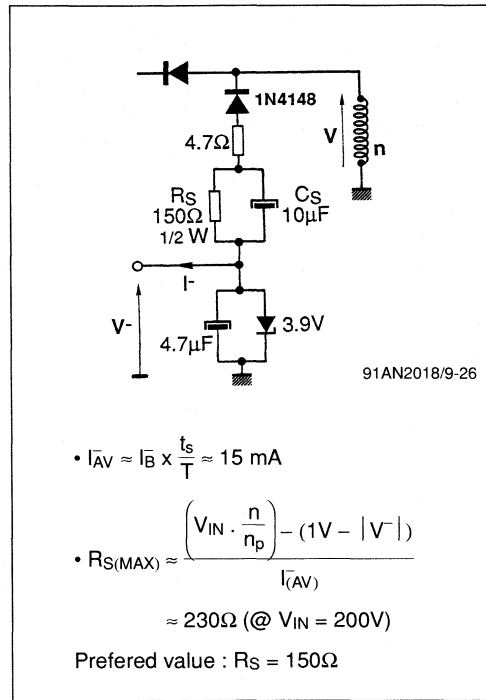 1N4148
4.7Ω
V
n
RS
150Ω
1/2 W
CS
10μF
I-
V-
4.7μF
3.9V
91AN2018/9-26
• I‾AV ≈ I‾B x ts/T ≈ 15 mA
• RS(MAX) ≈ ((VIN . n/np) – (1V – |V‾|)) / I‾(AV)
≈ 230Ω (@ VIN = 200V)
Prefered value : RS = 150Ω